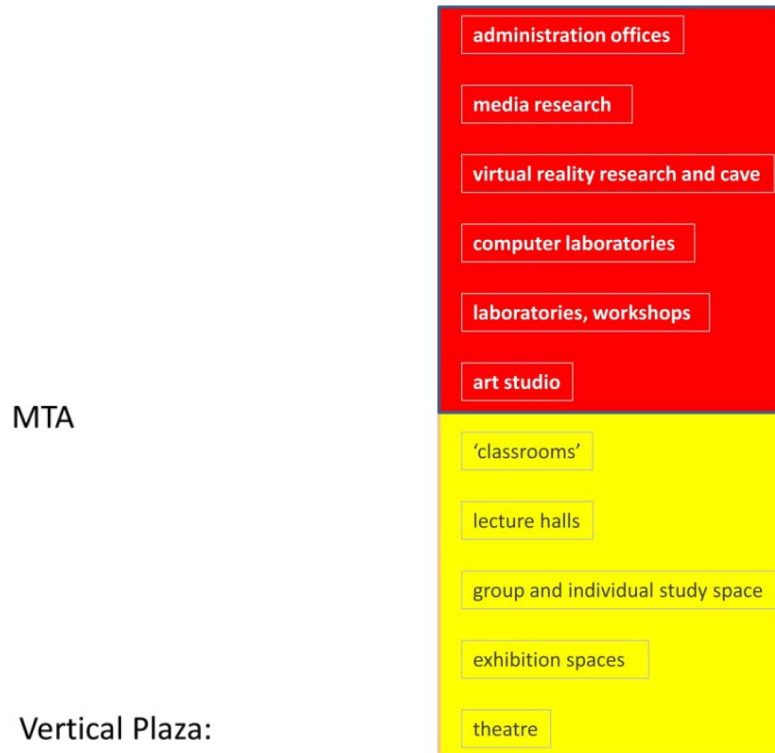 administration offices
media research
virtual reality research and cave
computer laboratories
laboratories, workshops
art studio
MTA
‘classrooms’
lecture halls
group and individual study space
exhibition spaces
Vertical Plaza:
theatre